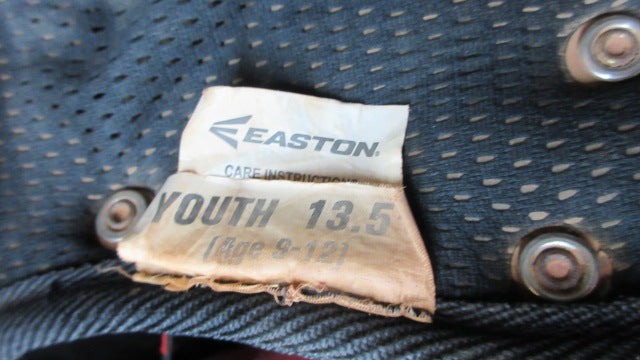 EASTON
CARE INSTRUCTIONS
YOUTH 13.5
(Age 9-12)